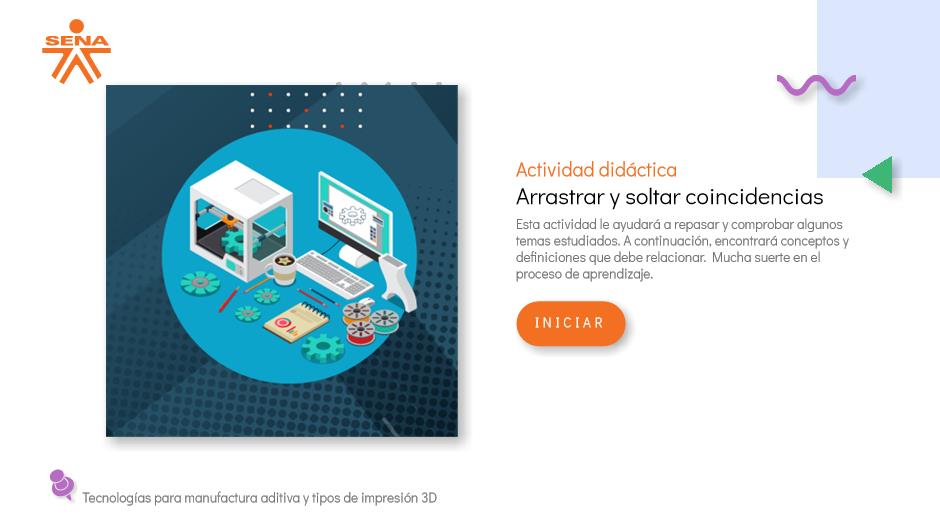 SENA
Actividad didáctica
Arrastrar y soltar coincidencias
Esta actividad le ayudará a repasar y comprobar algunos
temas estudiados. A continuación, encontrará conceptos y
definiciones que debe relacionar. Mucha suerte en el
proceso de aprendizaje.
INICIAR
Tecnologías para manufactura aditiva y tipos de impresión 3D